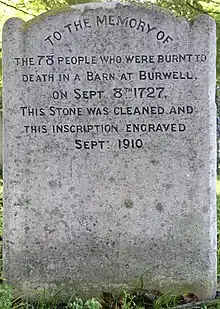 TO THE MEMORY OF
THE 78 PEOPLE WHO WERE BURNT TO
DEATH IN A BARN AT BURWELL.
ON SEPT. 8TH 1727.
THIS STONE WAS CLEANED AND
THIS INSCRIPTION ENGRAVED
SEPT: 1910